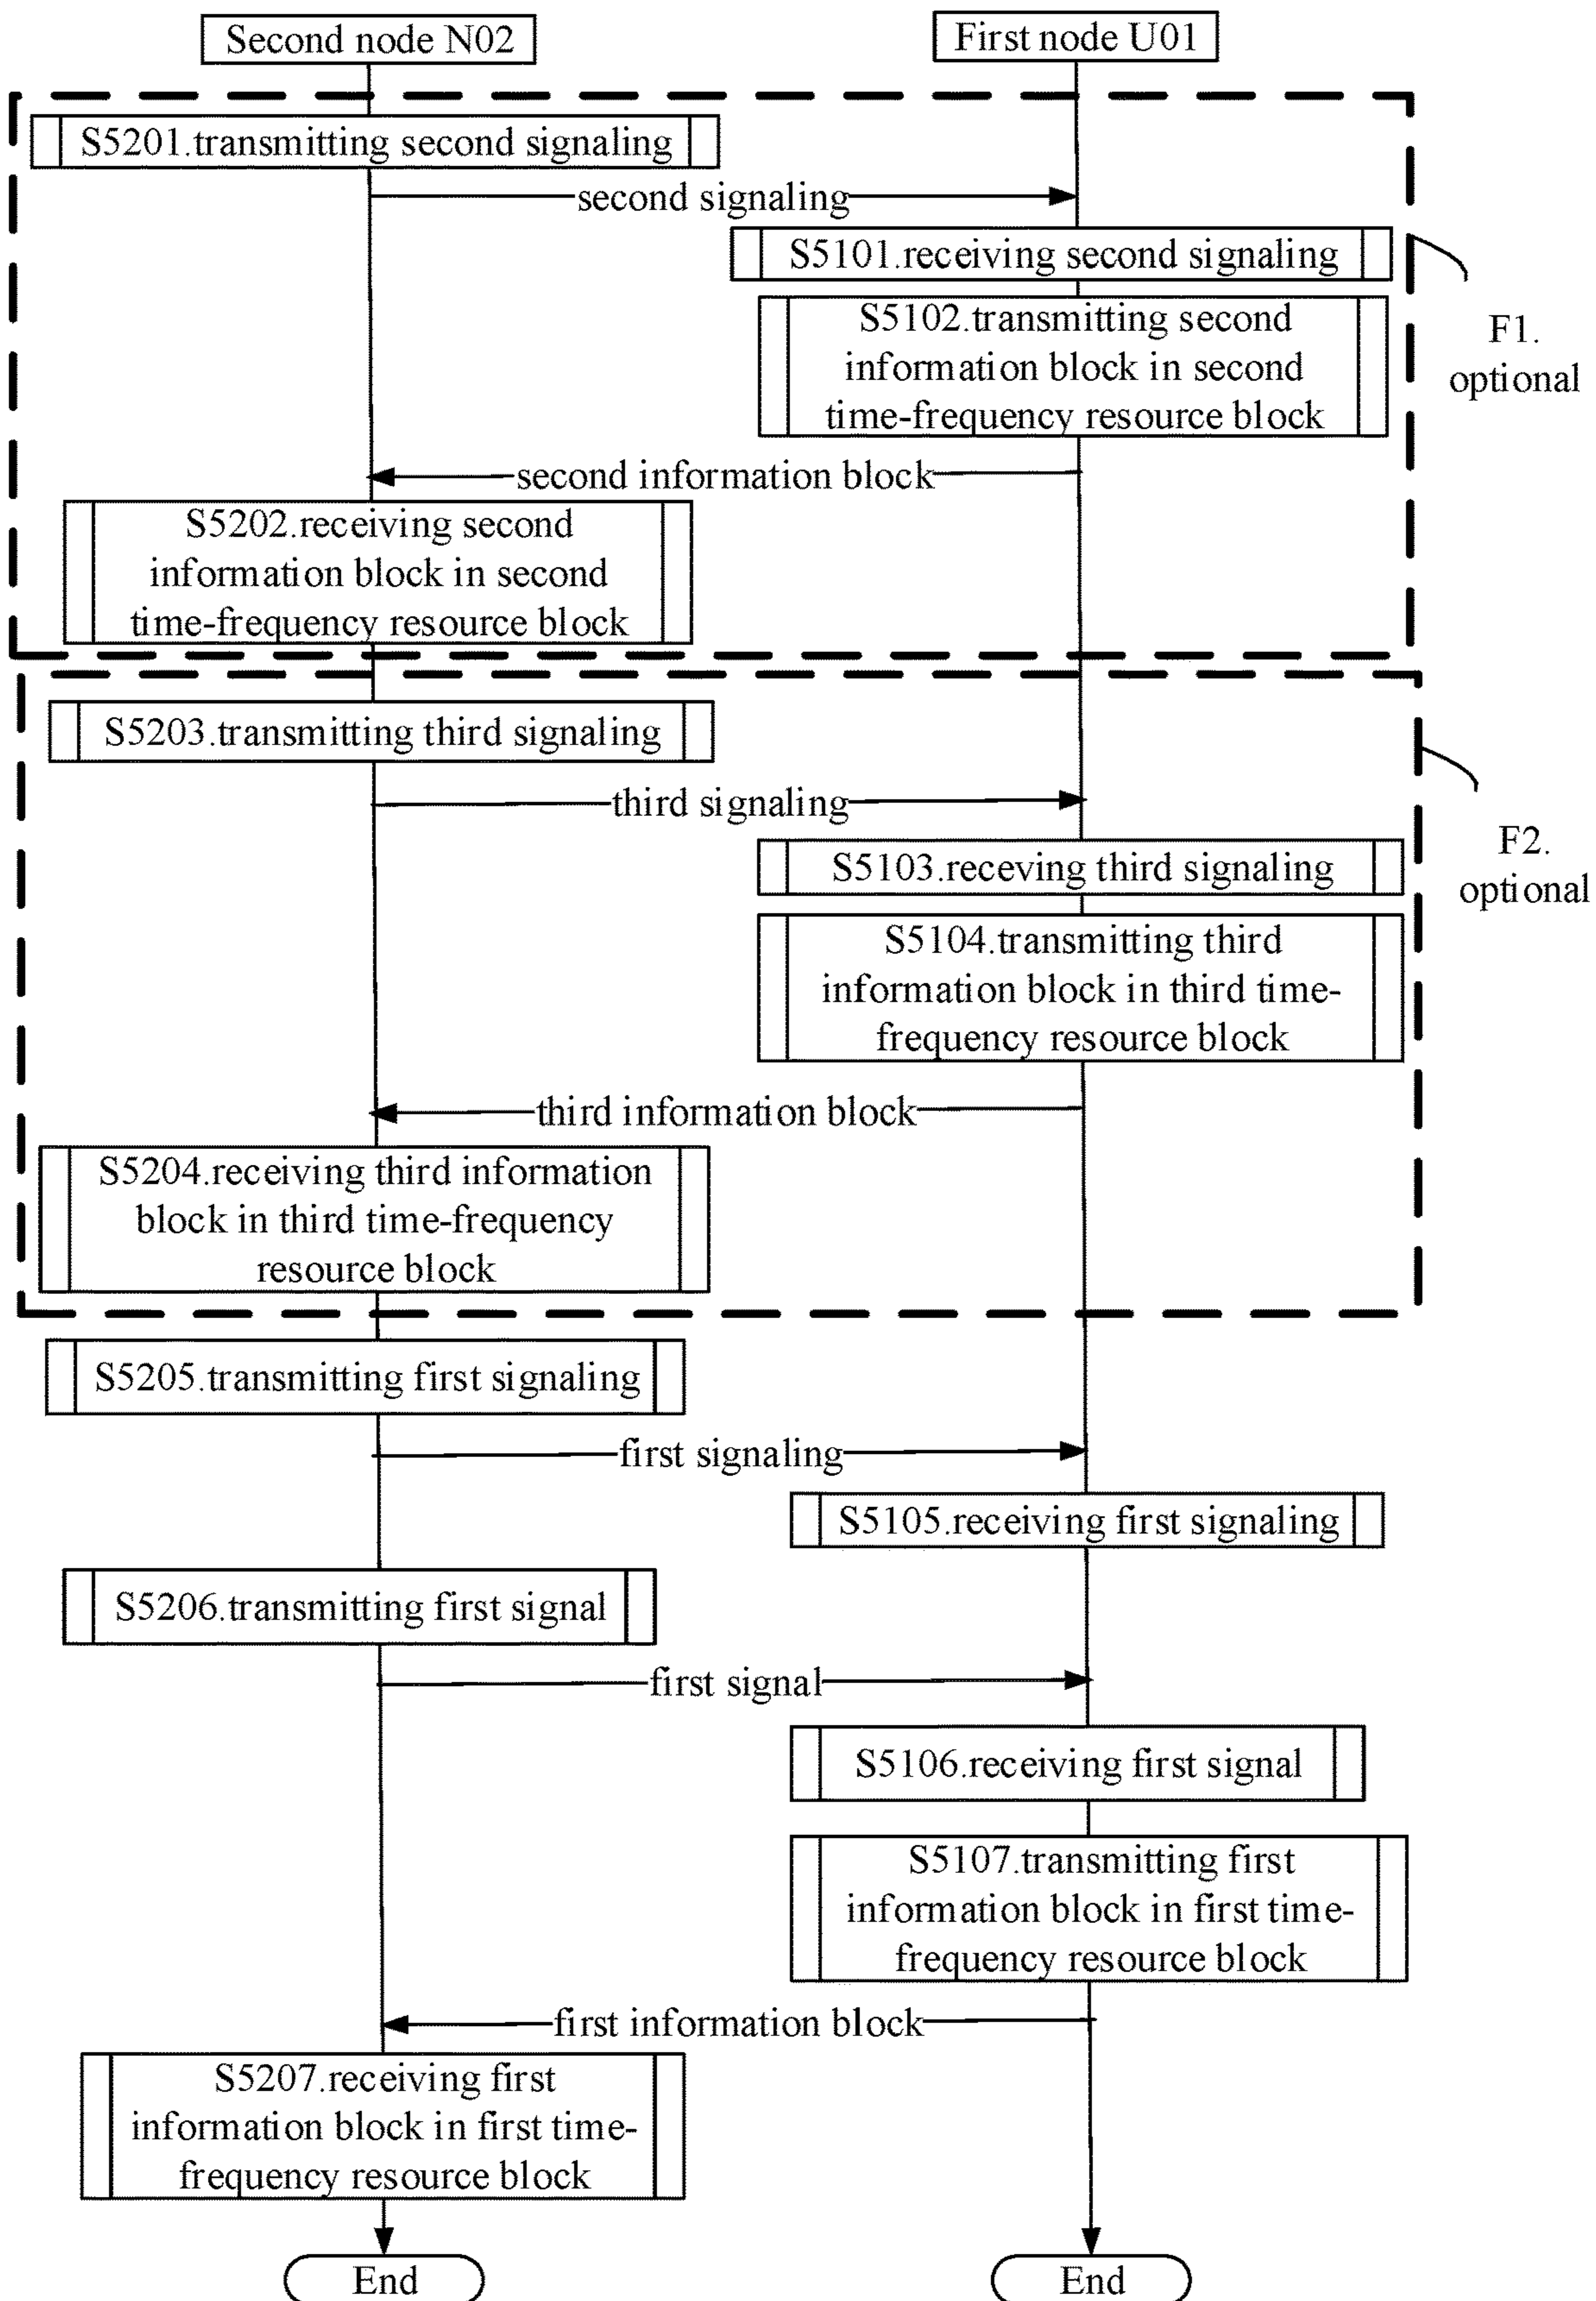 Second node N02
First node U01
S5201.transmitting second signaling
second signaling
S5101.receiving second signaling
S5102.transmitting second
information block in second
time-frequency resource block
F1.
optional
second information block
S5202.receiving second
information block in second
time-frequency resource block
S5203.transmitting third signaling
third signaling
S5103.receving third signaling
F2.
optional
S5104.transmitting third
information block in third time-
frequency resource block
third information block
S5204.receiving third information
block in third time-frequency
resource block
S5205.transmitting first signaling
first signaling
S5105.receiving first signaling
S5206.transmitting first signal
first signal
S5106.receiving first signal
S5107.transmitting first
information block in first time-
frequency resource block
first information block
S5207.receiving first
information block in first time-
frequency resource block
End
End